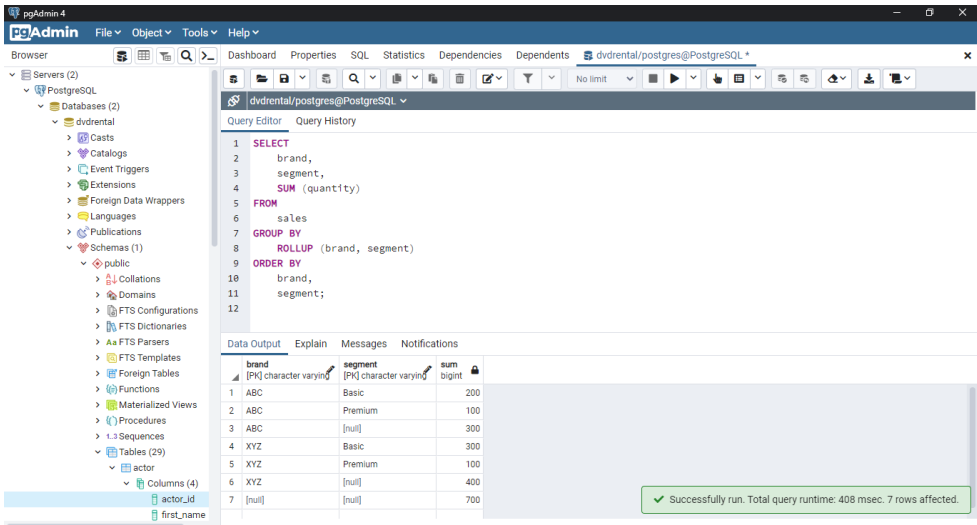 pgAdmin 4
pgAdmin File Object Tools Help
Browser
Dashboard Properties SQL Statistics Dependencies Dependents dvdrental/postgres@PostgreSQL *
No limit
dvdrental/postgres@PostgreSQL
Query Editor Query History
Servers (2)
PostgreSQL
Databases (2)
dvdrental
Casts
Catalogs
Event Triggers
Extensions
Foreign Data Wrappers
Languages
Publications
Schemas (1)
public
Collations
Domains
FTS Configurations
FTS Dictionaries
FTS Parsers
FTS Templates
Foreign Tables
Functions
Materialized Views
Procedures
1..3 Sequences
Tables (29)
actor
Columns (4)
actor_id
first_name
1 SELECT
2 brand,
3 segment,
4 SUM (quantity)
5 FROM
6 sales
7 GROUP BY
8 ROLLUP (brand, segment)
9 ORDER BY
10 brand,
11 segment;
12
Data Output Explain Messages Notifications
brand segment sum
[PK] character varying [PK] character varying bigint
1 ABC Basic 200
2 ABC Premium 100
3 ABC [null] 300
4 XYZ Basic 300
5 XYZ Premium 100
6 XYZ [null] 400
7 [null] [null] 700
Successfully run. Total query runtime: 408 msec. 7 rows affected.